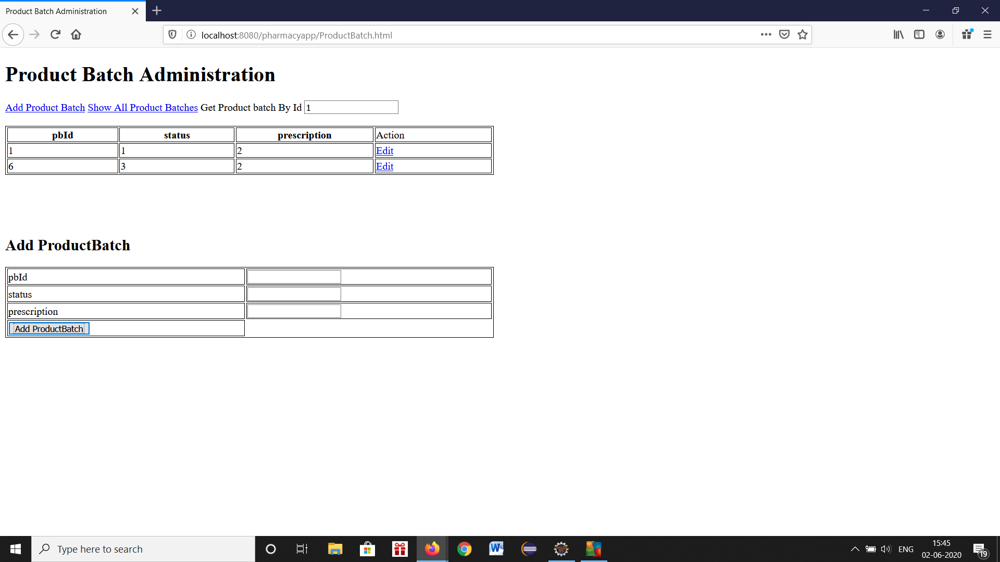 Product Batch Administration
localhost:8080/pharmacyapp/ProductBatch.html
Product Batch Administration
Add Product Batch Show All Product Batches Get Product batch By Id 1
pbId status prescription Action
1 1 2 Edit
6 3 2 Edit
Add ProductBatch
pbId
status
prescription
Add ProductBatch
Type here to search
ENG
15:45
02-06-2020
19